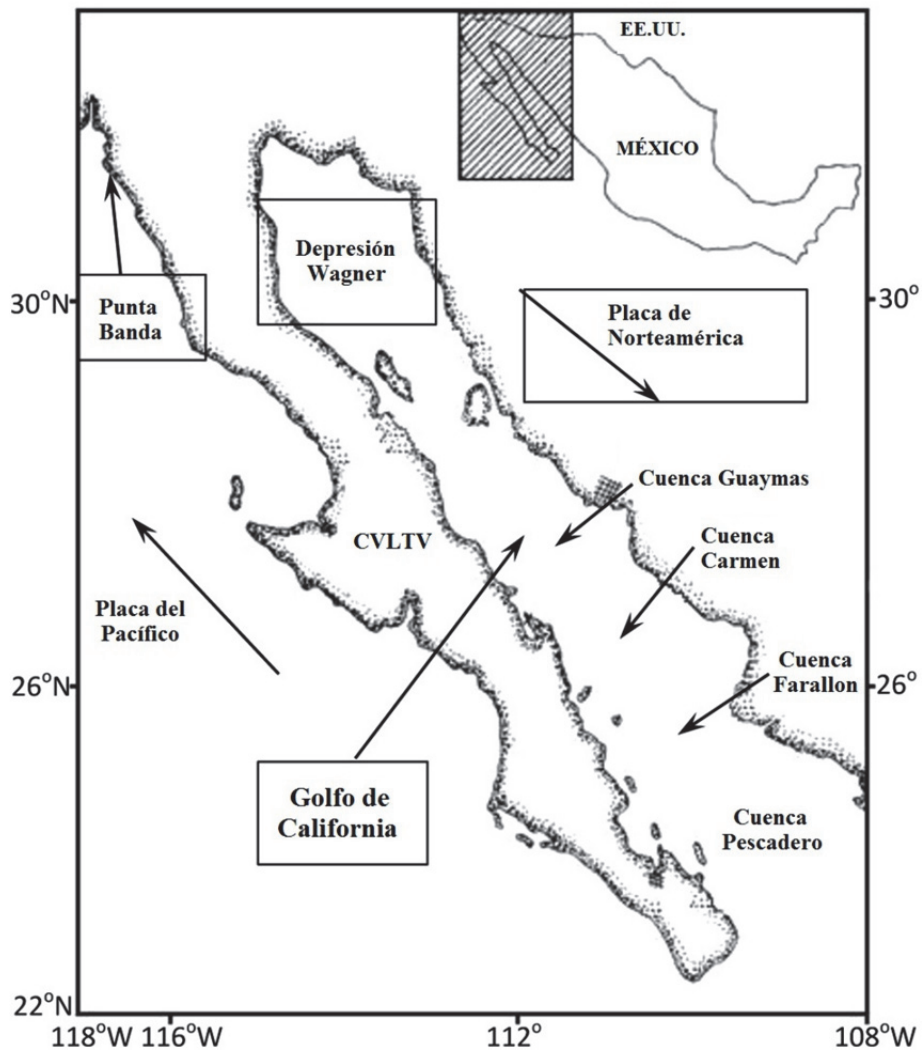 EE.UU.
MÉXICO
Depresión
Wagner
30°N
Punta
Banda
30°
Placa de
Norteamérica
Cuenca Guaymas
CVLTV
Cuenca
Carmen
Placa del
Pacífico
Cuenca
Farallon
26°N
26°
Golfo de
California
Cuenca
Pescadero
22°N
118°W 116°W 112° 108°W